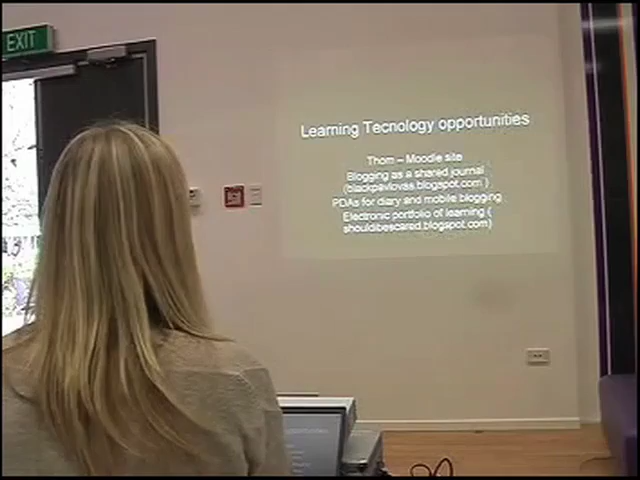 EXIT
Learning Tecnology opportunities
Thom – Moodle site
Blogging as a shared journal
(blackpavlovas.blogspot.com )
PDAs for diary and mobile blogging
Electronic portfolio of learning (
shouldibescared.blogspot.com)